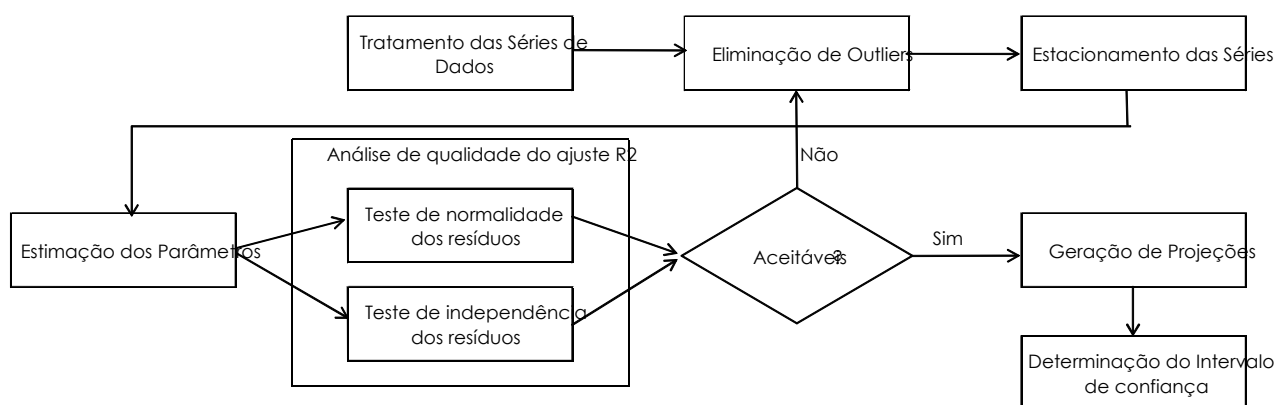 Tratamento das Séries de
Dados
Eliminação de Outliers
Estacionamento das Séries
Análise de qualidade do ajuste R2
Não
Teste de normalidade
dos resíduos
Estimação dos Parâmetros
Aceitáveis?
Sim
Geração de Projeções
Teste de independência
dos resíduos
Determinação do Intervalo
de confiança